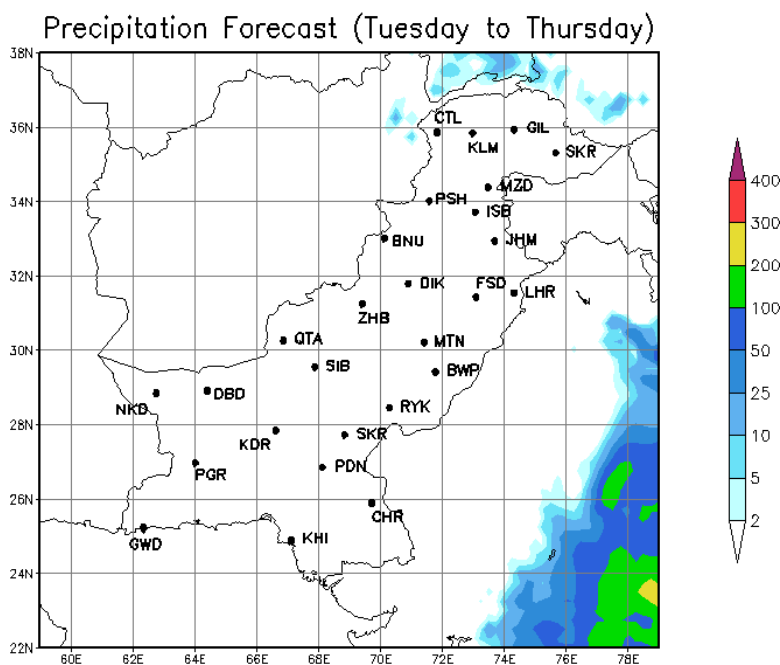 Precipitation Forecast (Tuesday to Thursday)
38N
36N
34N
32N
30N
28N
26N
24N
22N
CTL
KLM
GIL
SKR
MZD
PSH
ISB
BNU
JHM
DIK
FSD
LHR
ZHB
QTA
MTN
SIB
BWP
NKD
DBD
RYK
KDR
SKR
PGR
PDN
CHR
GWD
KHI
60E 62E 64E 66E 68E 70E 72E 74E 76E 78E
400
300
200
100
50
25
10
5
2